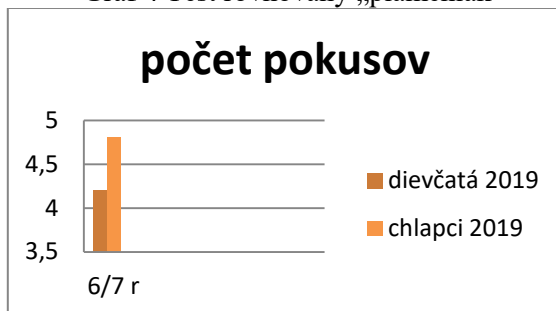 počet pokusov
5
4,5
4
3,5
6/7 r
dievčatá 2019
chlapci 2019